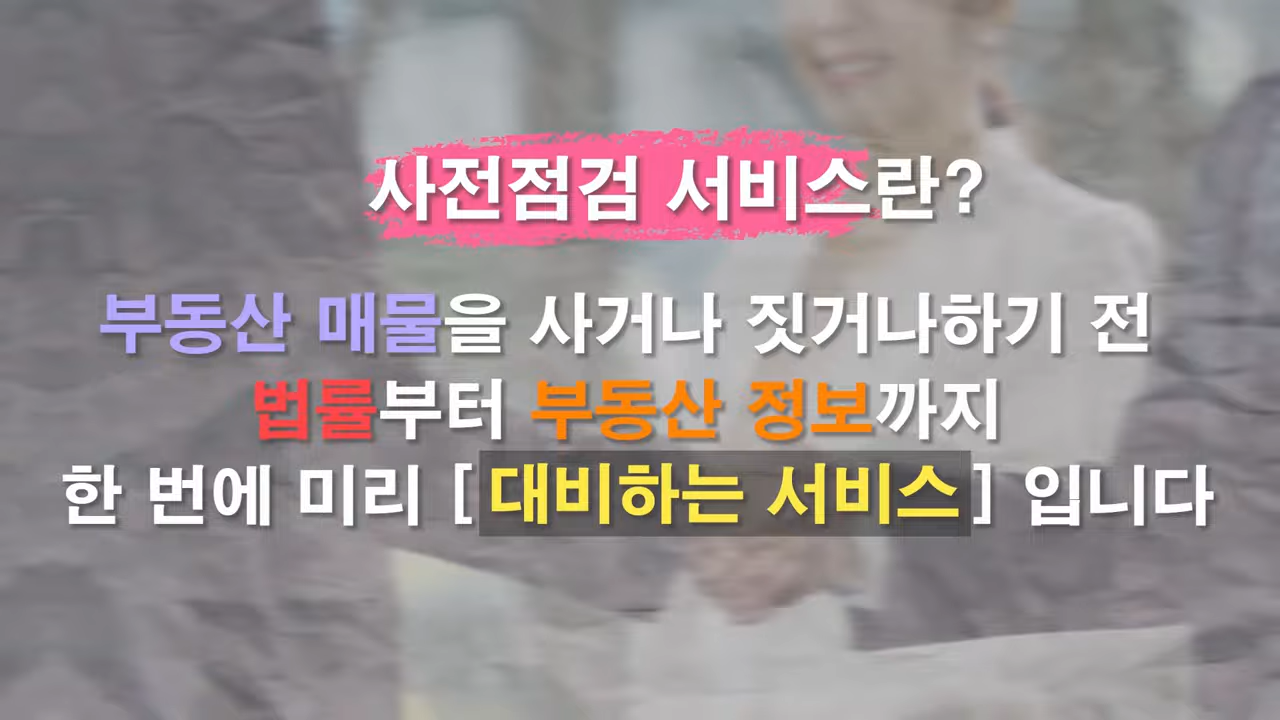 사전점검 서비스란?
부동산 매물을 사거나 짓거나하기 전
법률부터 부동산 정보까지
한 번에 미리 [대비하는 서비스] 입니다